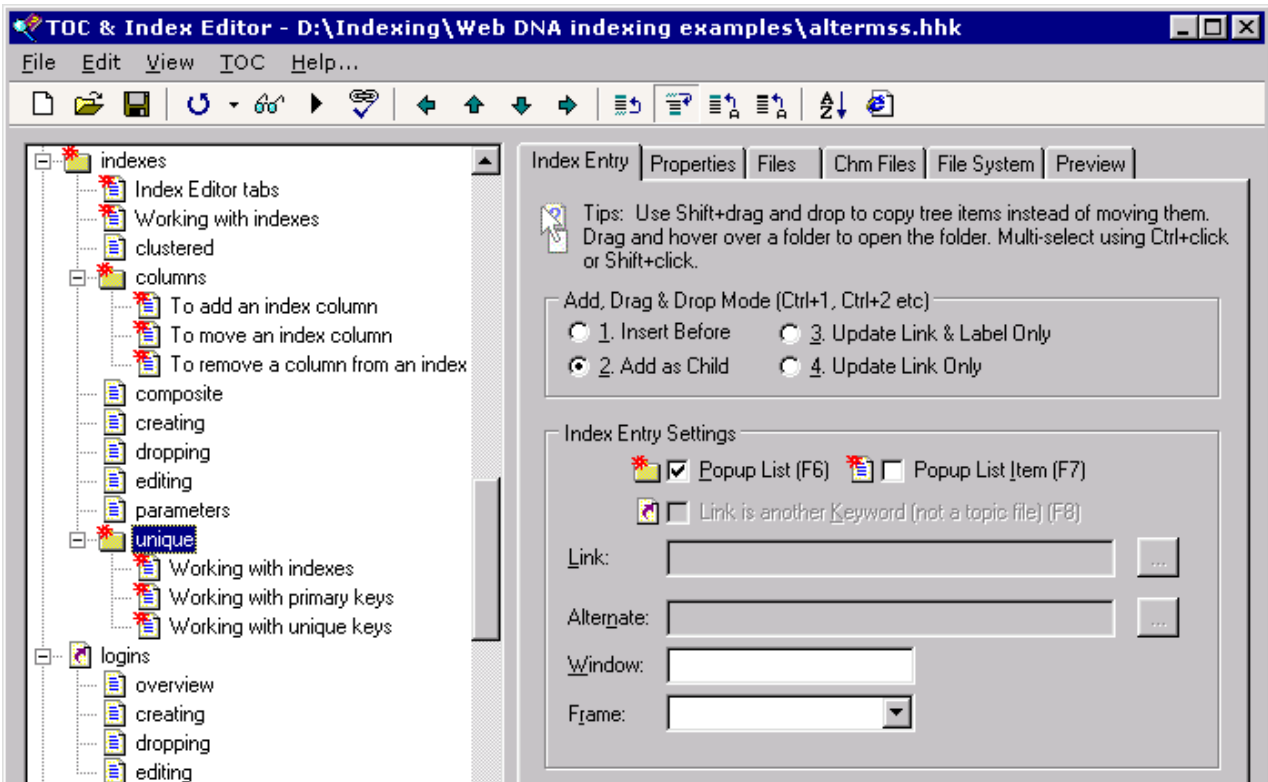 TOC & Index Editor - D:\Indexing\Web DNA indexing examples\altermss.hhk
File Edit View TOC Help...
indexes
Index Editor tabs
Working with indexes
clustered
columns
To add an index column
To move an index column
To remove a column from an index
composite
creating
dropping
editing
parameters
unique
Working with indexes
Working with primary keys
Working with unique keys
logins
overview
creating
dropping
editing
Index Entry Properties Files Chm Files File System Preview
Tips: Use Shift+drag and drop to copy tree items instead of moving them.
Drag and hover over a folder to open the folder. Multi-select using Ctrl+click
or Shift+click.
Add, Drag & Drop Mode (Ctrl+1, Ctrl+2 etc)
1. Insert Before 3. Update Link & Label Only
2. Add as Child 4. Update Link Only
Index Entry Settings
Popup List (F6) Popup List Item (F7)
Link is another Keyword (not a topic file) (F8)
Link: ...
Alternate: ...
Window:
Frame: